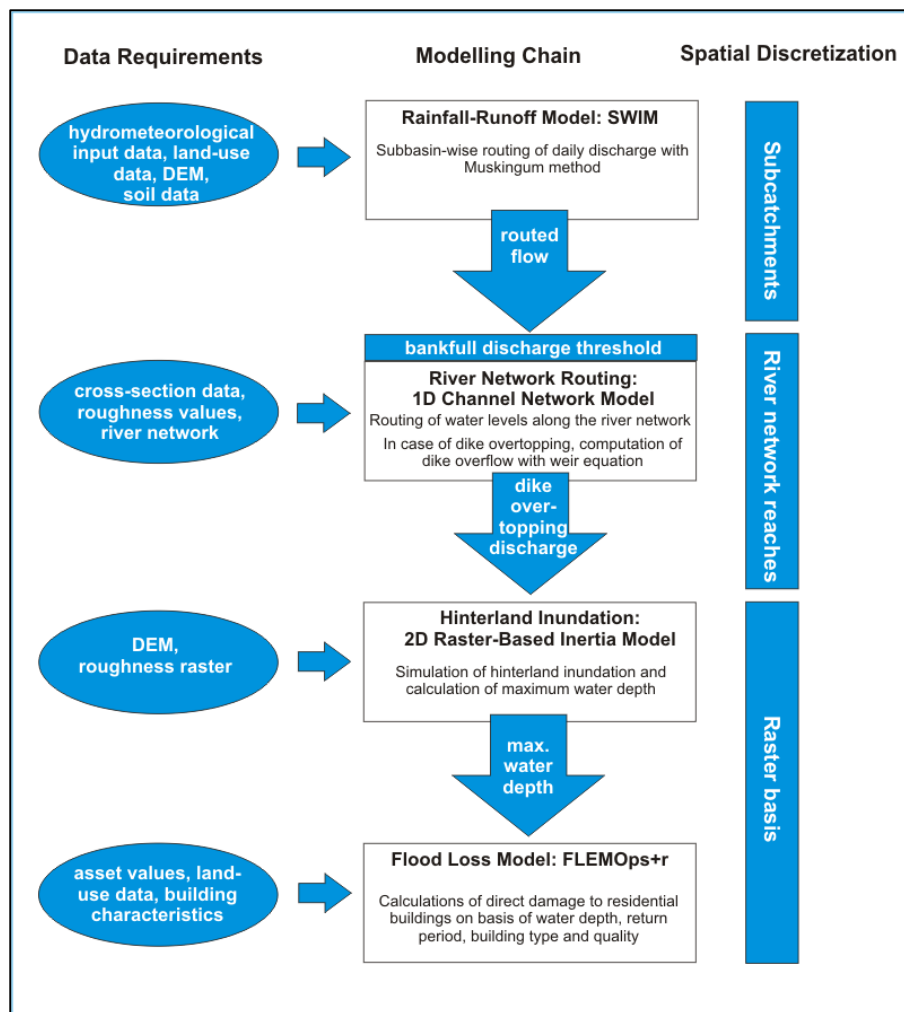 Data Requirements
Modelling Chain
Spatial Discretization
hydrometeorological
input data, land-use
data, DEM,
soil data
Rainfall-Runoff Model: SWIM
Subbasin-wise routing of daily discharge with
Muskingum method
Subcatchments
routed
flow
bankfull discharge threshold
cross-section data,
roughness values,
river network
River Network Routing:
1D Channel Network Model
Routing of water levels along the river network
In case of dike overtopping, computation of
dike overflow with weir equation
River network reaches
dike
over-
topping
discharge
DEM,
roughness raster
Hinterland Inundation:
2D Raster-Based Inertia Model
Simulation of hinterland inundation and
calculation of maximum water depth
Raster basis
max.
water
depth
asset values, land-
use data, building
characteristics
Flood Loss Model: FLEMOps+r
Calculations of direct damage to residential
buildings on basis of water depth, return
period, building type and quality